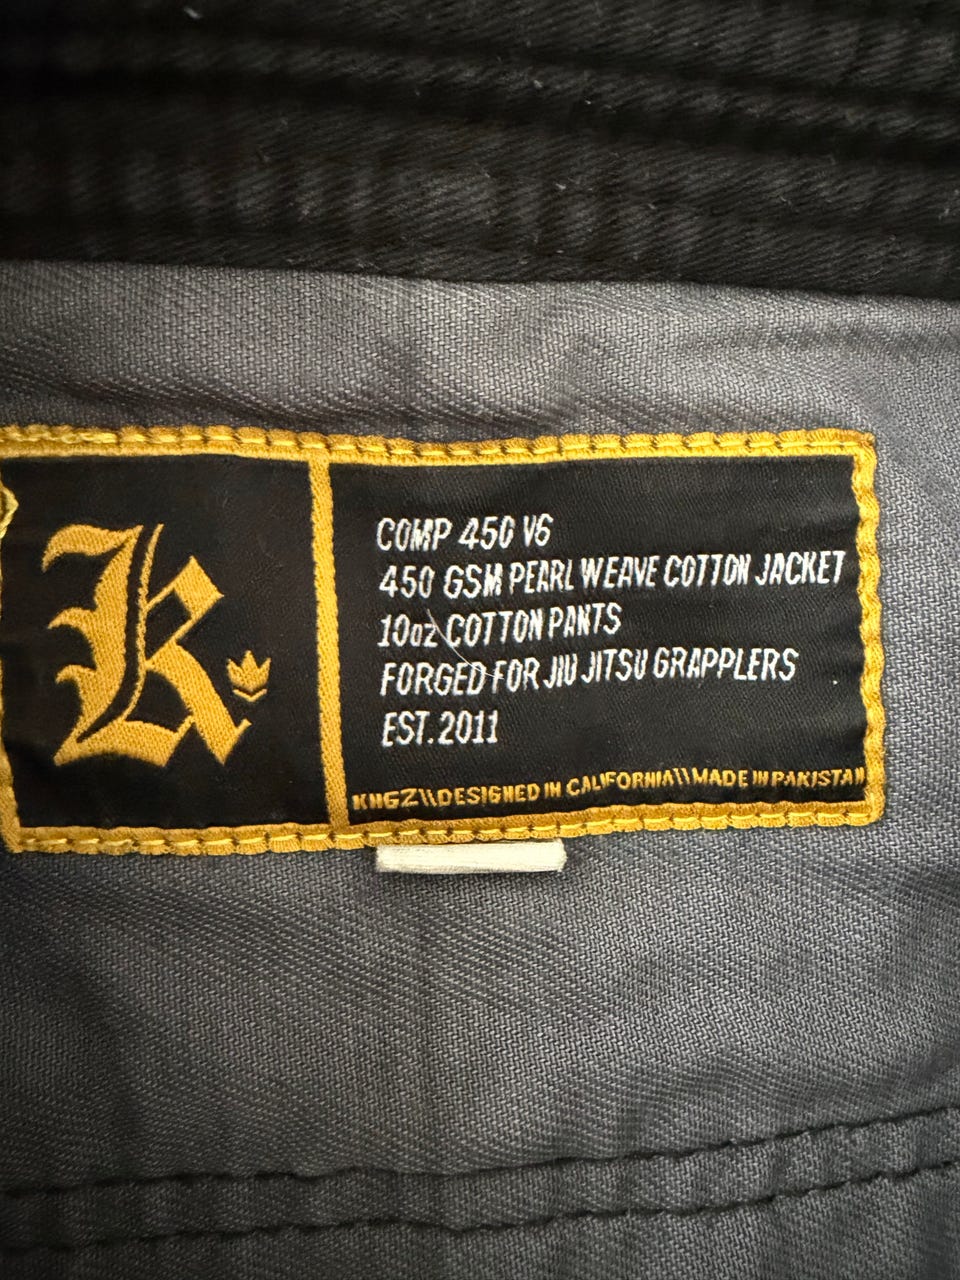 K
COMP 450 V6
450 GSM PEARL WEAVE COTTON JACKET
10oz COTTON PANTS
FORGED FOR JIU JITSU GRAPPLERS
EST. 2011
KNGZ\\DESIGNED IN CALIFORNIA\\MADE IN PAKISTAN